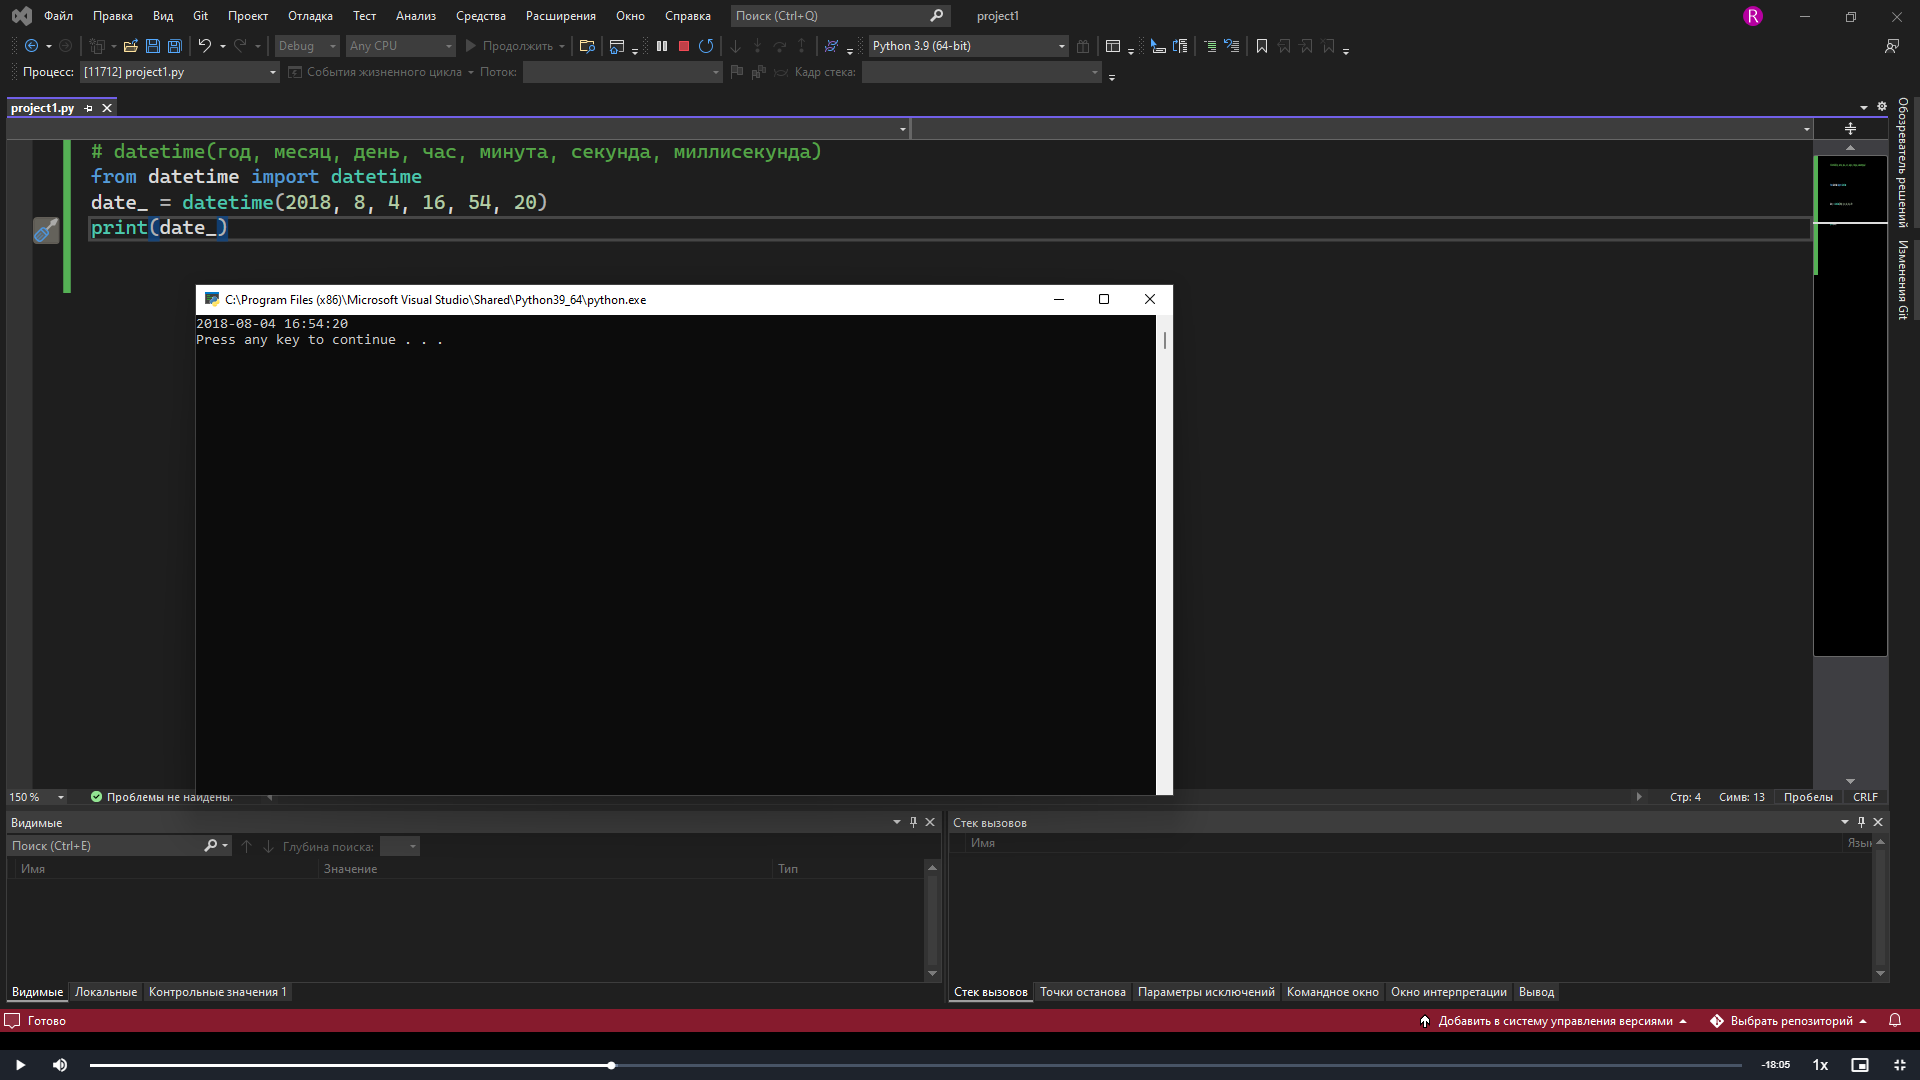 Файл Правка Вид Git Проект Отладка Тест Анализ Средства Расширения Окно Справка Поиск (Ctrl+Q) project1 R
Debug Any CPU Продолжить Python 3.9 (64-bit)
Процесс: [11712] project1.py События жизненного цикла Поток: Кадр стека:
project1.py
# datetime(год, месяц, день, час, минута, секунда, миллисекунда)
from datetime import datetime
date_ = datetime(2018, 8, 4, 16, 54, 20)
print(date_)
C:\Program Files (x86)\Microsoft Visual Studio\Shared\Python39_64\python.exe
2018-08-04 16:54:20
Press any key to continue . . .
Обозреватель решений
Изменения Git
150 % Проблемы не найдены. Стр: 4 Симв: 13 Пробелы CRLF
Видимые
Поиск (Ctrl+E) Глубина поиска:
Имя Значение Тип
Видимые Локальные Контрольные значения 1
Стек вызовов
Имя Язык
Стек вызовов Точки останова Параметры исключений Командное окно Окно интерпретации Вывод
Готово Добавить в систему управления версиями Выбрать репозиторий
-18:05 1x